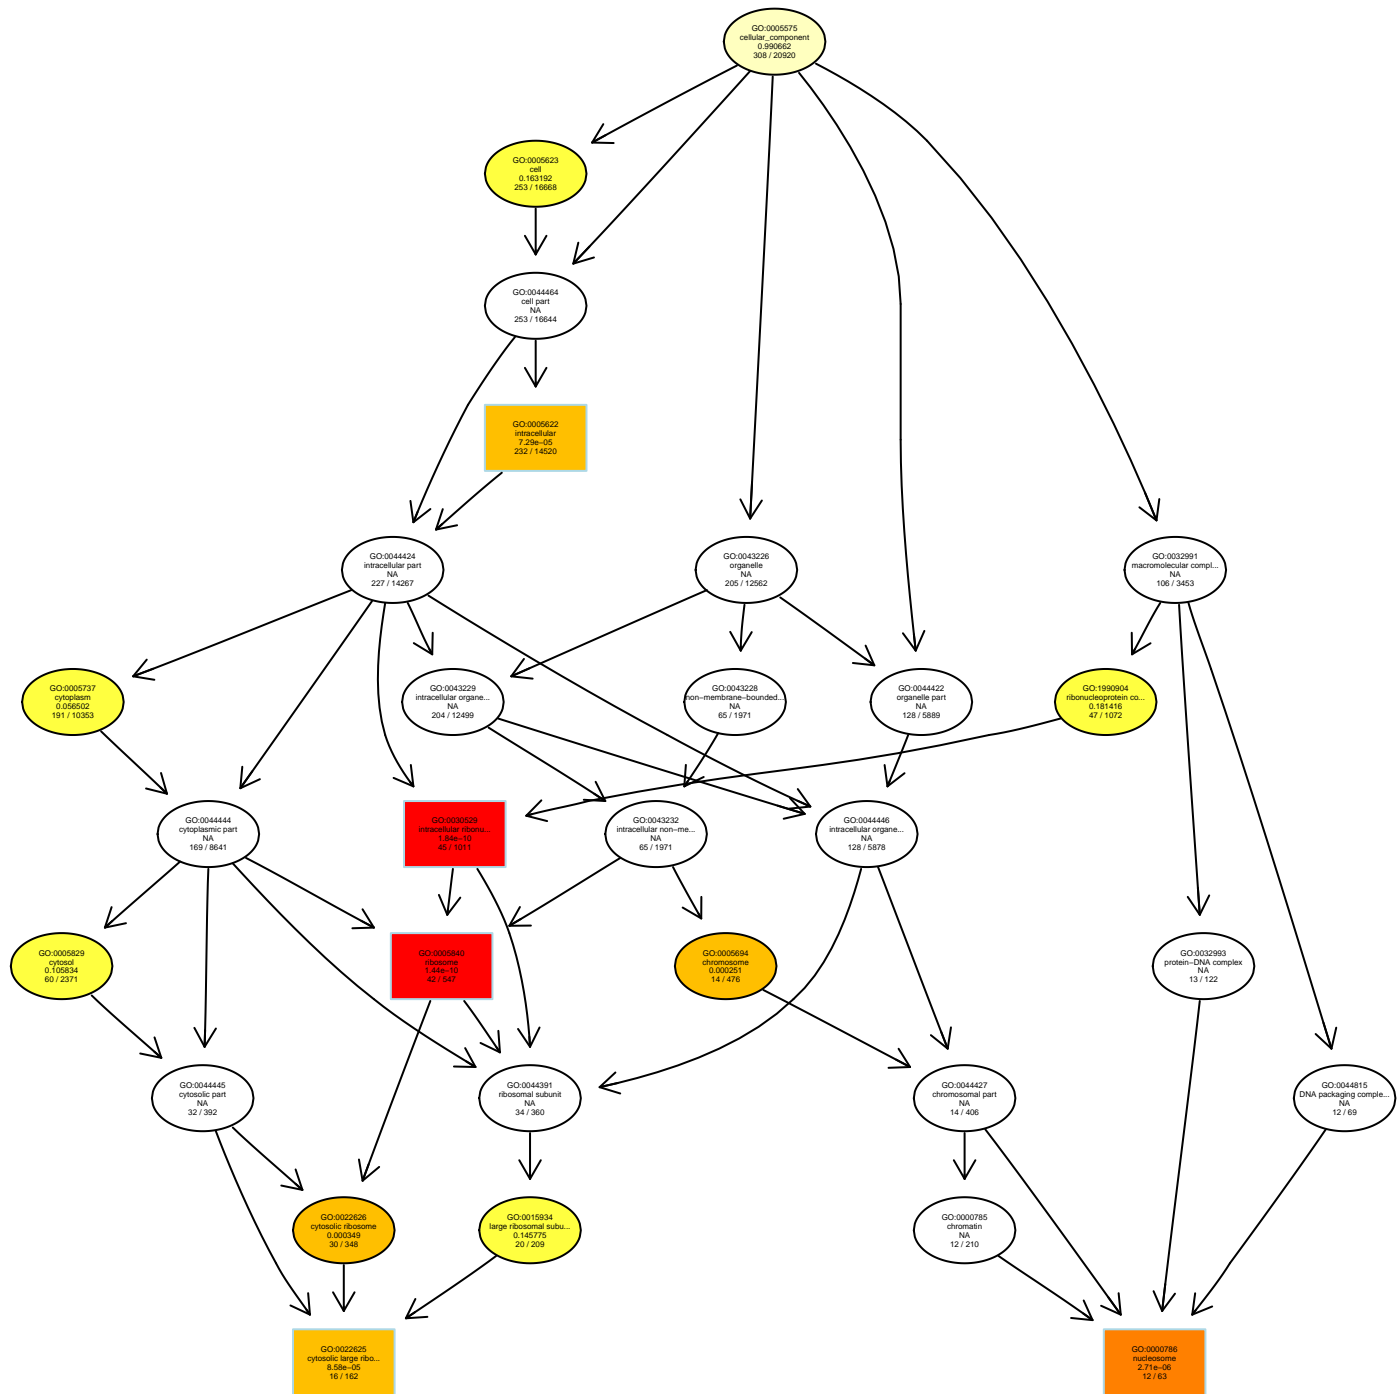 GO:0005575
cellular_component
0.990662
308 / 20920
GO:0005623
cell
0.163192
253 / 16668
GO:0044464
cell part
NA
253 / 16644
GO:0005622
intracellular
7.29e−05
232 / 14520
GO:0044424
intracellular part
NA
227 / 14267
GO:0043226
organelle
NA
205 / 12562
GO:0032991
macromolecular compl...
NA
106 / 3453
GO:0005737
cytoplasm
0.056502
191 / 10353
GO:0043229
intracellular organe...
NA
204 / 12499
GO:0043228
non−membrane−bounded...
NA
65 / 1971
GO:0044422
organelle part
NA
128 / 5889
GO:1990904
ribonucleoprotein co...
0.181416
47 / 1072
GO:0044444
cytoplasmic part
NA
169 / 8641
GO:0030529
intracellular ribonu...
1.84e−10
45 / 1011
GO:0043232
intracellular non−me...
NA
65 / 1971
GO:0044446
intracellular organe...
NA
128 / 5878
GO:0005829
cytosol
0.105834
60 / 2371
GO:0005840
ribosome
1.44e−10
42 / 547
GO:0005694
chromosome
0.000251
14 / 476
GO:0032993
protein−DNA complex
NA
13 / 122
GO:0044445
cytosolic part
NA
32 / 392
GO:0044391
ribosomal subunit
NA
34 / 360
GO:0044427
chromosomal part
NA
14 / 406
GO:0044815
DNA packaging comple...
NA
12 / 69
GO:0022626
cytosolic ribosome
0.000349
30 / 348
GO:0015934
large ribosomal subu...
0.145775
20 / 209
GO:0000785
chromatin
NA
12 / 210
GO:0022625
cytosolic large ribo...
8.58e−05
16 / 162
GO:0000786
nucleosome
2.71e−06
12 / 63